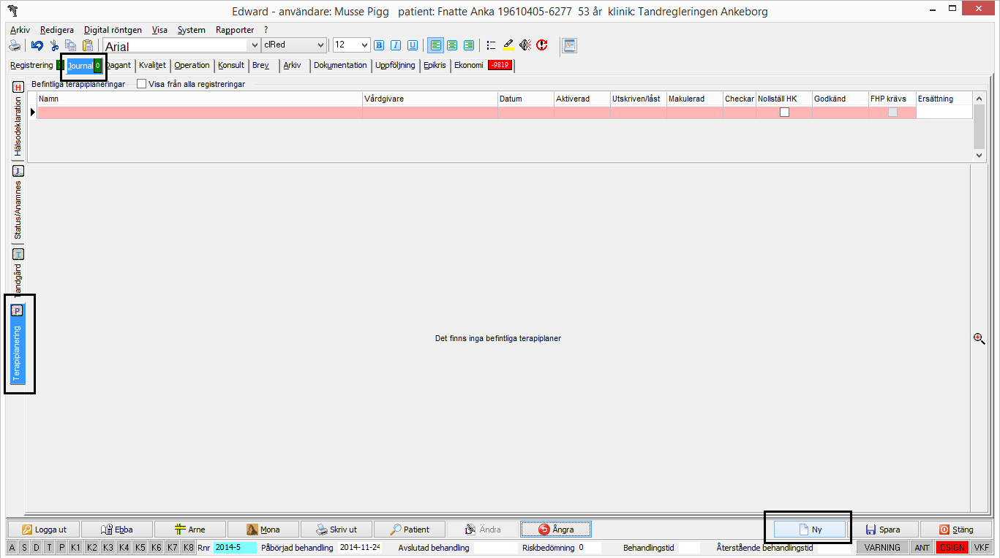 Edward - användare: Musse Pigg   patient: Fnatte Anka 19610405-6277  53 år  klinik: Tandregleringen Ankeborg
Arkiv Redigera Digital röntgen Visa System Rapporter ?
Arial clRed 12 B I U
Registrering Journal 0 Dagant Kvalitet Operation Konsult Brev Arkiv Dokumentation Uppföljning Epikris Ekonomi -9819
Befintliga terapiplaneringar Visa från alla registreringar
Namn Vårdgivare Datum Aktiverad Utskriven/låst Makulerad Checkar Nollställ HK Godkänd FHP krävs Ersättning
H Hälsodeklaration
J Status/Anamnes
T Tandgård
P Terapiplanering
Det finns inga befintliga terapiplaner
Logga ut Ebba Arne Mona Skriv ut Patient Ändra Ångra Ny Spara Stäng
A S D T P K1 K2 K3 K4 K5 K6 K7 K8 Rnr 2014-5 Påbörjad behandling 2014-11-24 Avslutad behandling Riskbedömning 0 Behandlingstid Återstående behandlingstid VARNING ANT OSIGN VKF